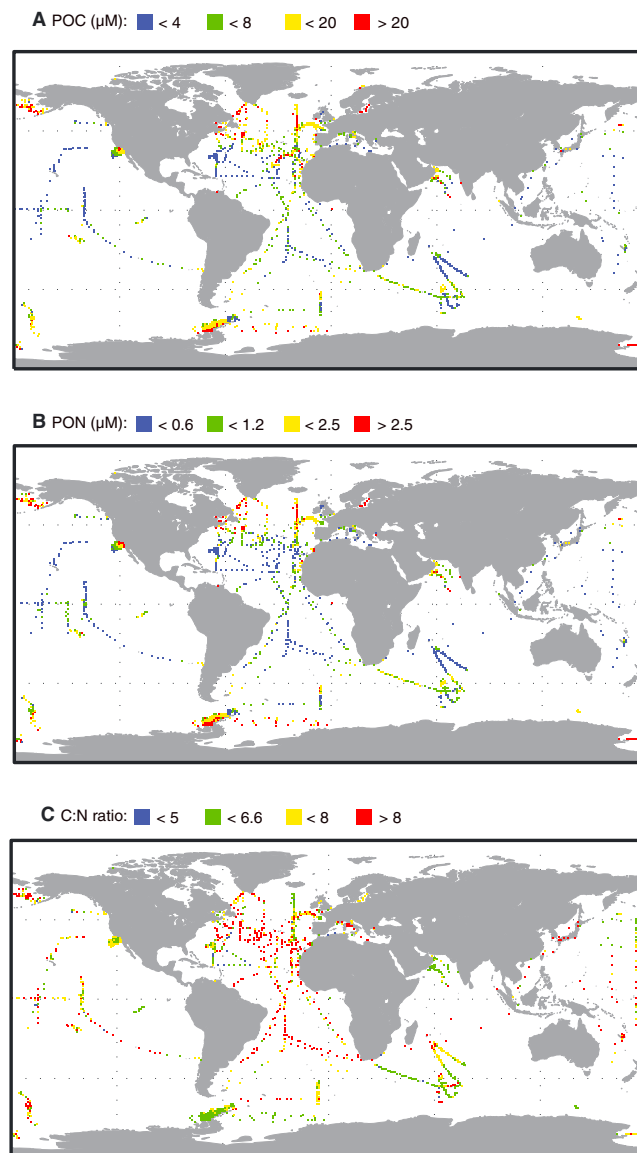 A POC (µM): < 4 < 8 < 20 > 20
B PON (µM): < 0.6 < 1.2 < 2.5 > 2.5
C C:N ratio: < 5 < 6.6 < 8 > 8